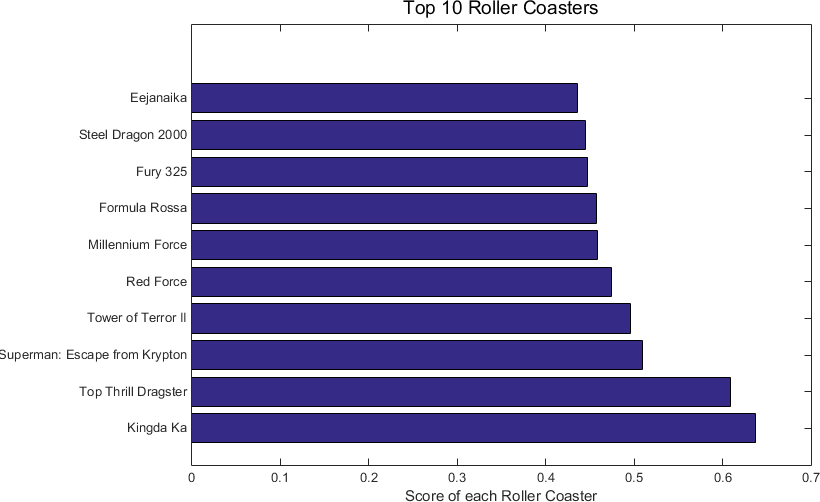 Top 10 Roller Coasters
Eejanaika
Steel Dragon 2000
Fury 325
Formula Rossa
Millennium Force
Red Force
Tower of Terror II
Superman: Escape from Krypton
Top Thrill Dragster
Kingda Ka
0 0.1 0.2 0.3 0.4 0.5 0.6 0.7
Score of each Roller Coaster